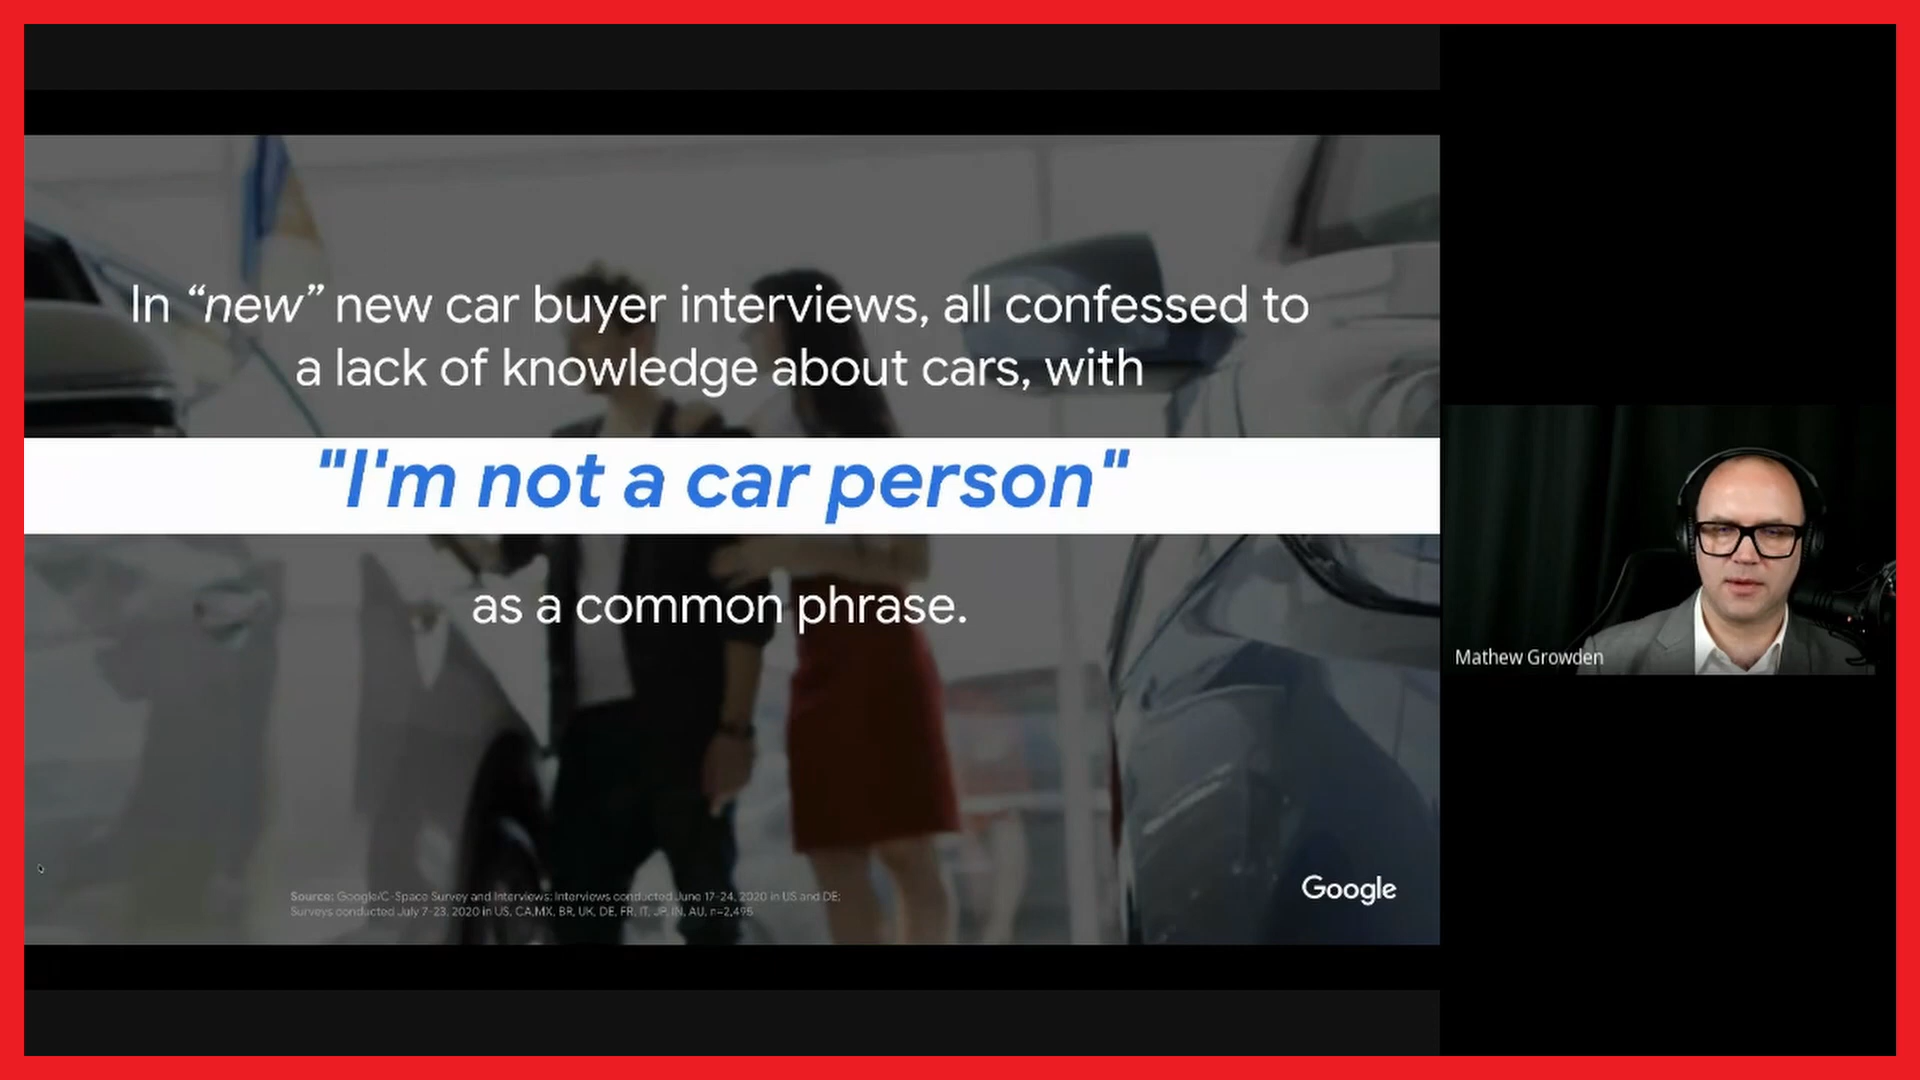 In “new” new car buyer interviews, all confessed to
a lack of knowledge about cars, with
"I'm not a car person"
as a common phrase.
Mathew Growden
Source: Google/C-Space Survey and Interviews: Interviews conducted June 17-24, 2020 in US and DE;
Surveys conducted July 7-23, 2020 in US, CA,MX, BR, UK, DE, FR, IT, JP, IN, AU, n=2,495
Google